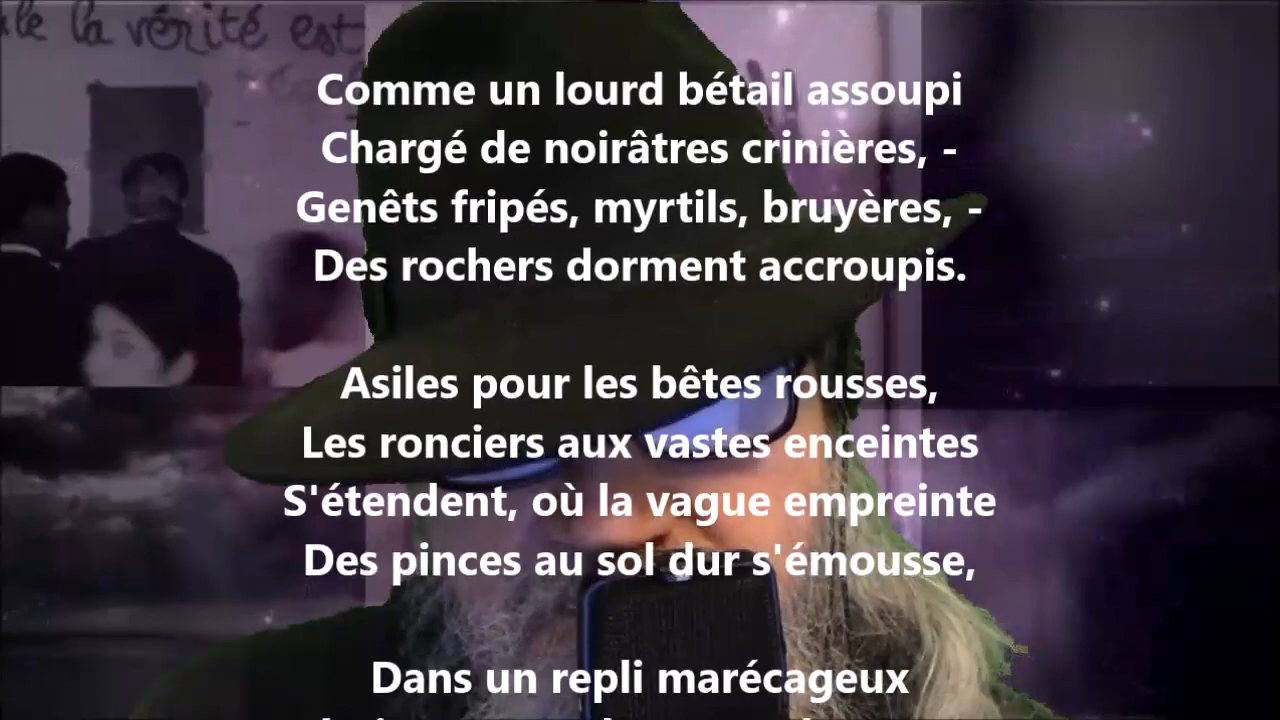 la vérité est
Comme un lourd bétail assoupi
Chargé de noirâtres crinières, -
Genêts fripés, myrtils, bruyères, -
Des rochers dorment accroupis.
Asiles pour les bêtes rousses,
Les ronciers aux vastes enceintes
S'étendent, où la vague empreinte
Des pinces au sol dur s'émousse,
Dans un repli marécageux